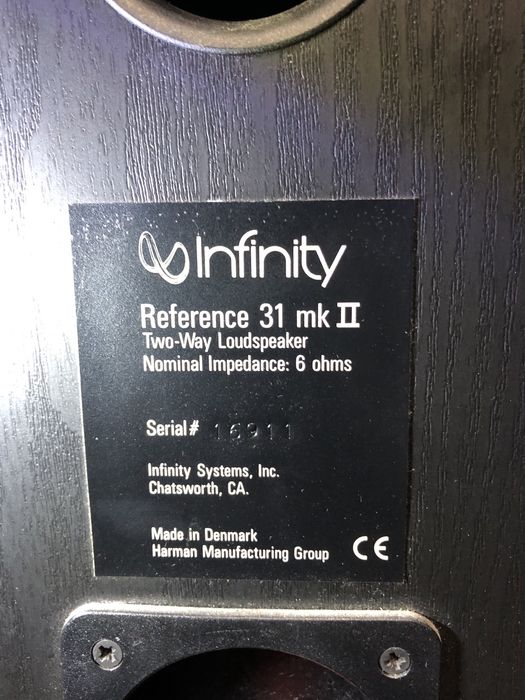 Infinity
Reference 31 mk II
Two-Way Loudspeaker
Nominal Impedance: 6 ohms
Serial# 16911
Infinity Systems, Inc.
Chatsworth, CA.
Made in Denmark
Harman Manufacturing Group CE